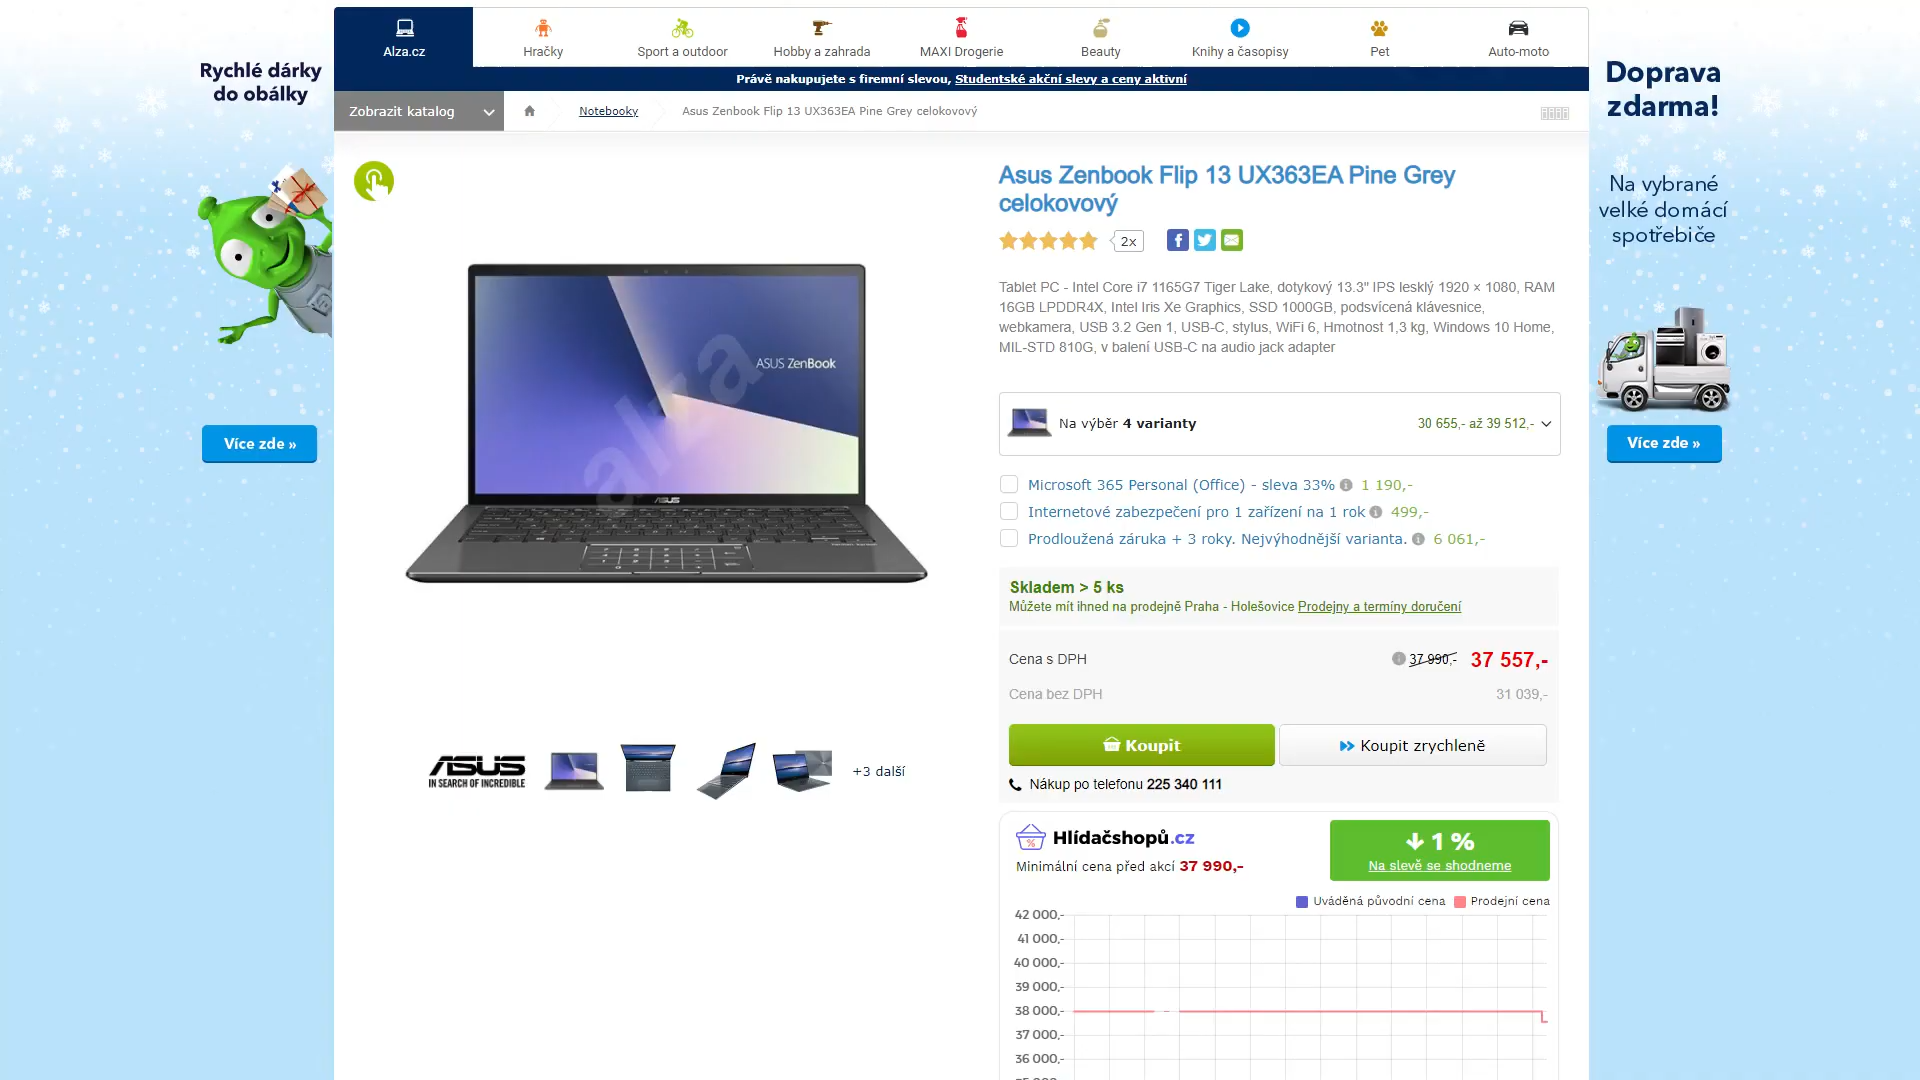 Alza.cz
Hračky
Sport a outdoor
Hobby a zahrada
MAXI Drogerie
Beauty
Knihy a časopisy
Pet
Auto-moto
Právě nakupujete s firemní slevou, Studentské akční slevy a ceny aktivní
Zobrazit katalog
Notebooky
Asus Zenbook Flip 13 UX363EA Pine Grey celokovový
Rychlé dárky
do obálky
Více zde »
Doprava
zdarma!
Na vybrané
velké domácí
spotřebiče
Více zde »
ASUS ZenBook
alza
ASUS
Asus Zenbook Flip 13 UX363EA Pine Grey
celokovový
2x
Tablet PC - Intel Core i7 1165G7 Tiger Lake, dotykový 13.3" IPS lesklý 1920 × 1080, RAM
16GB LPDDR4X, Intel Iris Xe Graphics, SSD 1000GB, podsvícená klávesnice,
webkamera, USB 3.2 Gen 1, USB-C, stylus, WiFi 6, Hmotnost 1,3 kg, Windows 10 Home,
MIL-STD 810G, v balení USB-C na audio jack adapter
Na výběr 4 varianty 30 655,- až 39 512,-
Microsoft 365 Personal (Office) - sleva 33% 1 190,-
Internetové zabezpečení pro 1 zařízení na 1 rok 499,-
Prodloužená záruka + 3 roky. Nejvýhodnější varianta. 6 061,-
Skladem > 5 ks
Můžete mít ihned na prodejně Praha - Holešovice Prodejny a termíny doručení
Cena s DPH 37 990,- 37 557,-
Cena bez DPH 31 039,-
Koupit
Koupit zrychleně
Nákup po telefonu 225 340 111
ASUS
IN SEARCH OF INCREDIBLE
+3 další
Hlídačshopů.cz
Minimální cena před akcí 37 990,-
1 %
Na slevě se shodneme
Uváděná původní cena
Prodejní cena
42 000,-
41 000,-
40 000,-
39 000,-
38 000,-
37 000,-
36 000,-